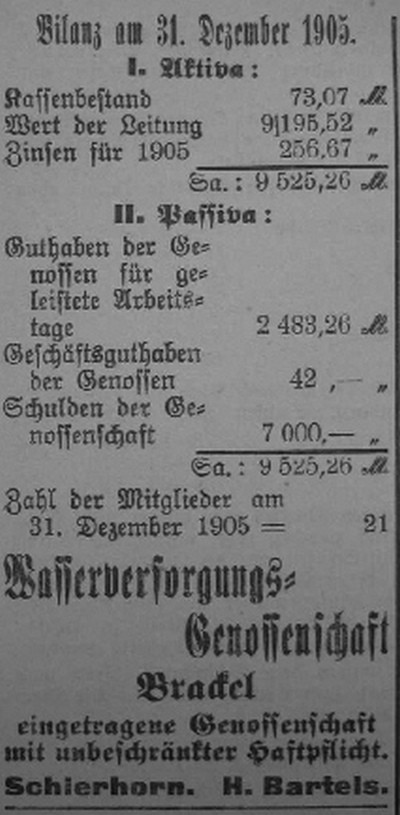 Bilanz am 31. Dezember 1905.
I. Aktiva:
Kassenbestand 73,07 M.
Wert der Leitung 9195,52 „
Zinsen für 1905 256,67 „
Sa.: 9 525,26 M.
II. Passiva:
Guthaben der Ge-
nossen für ge-
leistete Arbeits-
tage 2 483,26 M.
Geschäftsguthaben
der Genossen 42,— „
Schulden der Ge-
nossenschaft 7 000,— „
Sa.: 9 525,26 M.
Zahl der Mitglieder am
31. Dezember 1905 = 21
Wasserversorgungs-
Genossenschaft
Brackel
eingetragene Genossenschaft
mit unbeschränkter Haftpflicht.
Schierhorn. H. Bartels.